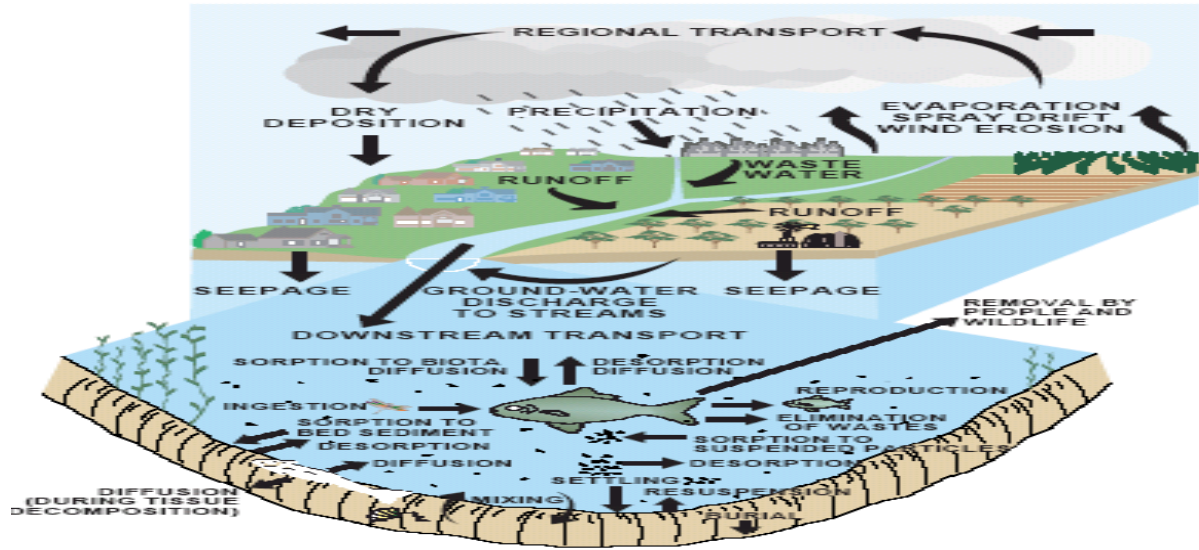 REGIONAL TRANSPORT
DRY
DEPOSITION
PRECIPITATION
EVAPORATION
SPRAY DRIFT
WIND EROSION
WASTE
WATER
RUNOFF
RUNOFF
SEEPAGE
GROUND-WATER
DISCHARGE
TO STREAMS
SEEPAGE
REMOVAL BY
PEOPLE AND
WILDLIFE
DOWNSTREAM TRANSPORT
SORPTION TO BIOTA
DIFFUSION
DESORPTION
DIFFUSION
INGESTION
REPRODUCTION
ELIMINATION
OF WASTES
SORPTION TO
BED SEDIMENT
DESORPTION
SORPTION TO
SUSPENDED PARTICLES
DESORPTION
DIFFUSION
SETTLING
RESUSPENSION
DIFFUSION
(DURING TISSUE
DECOMPOSITION)
MIXING
BURIAL